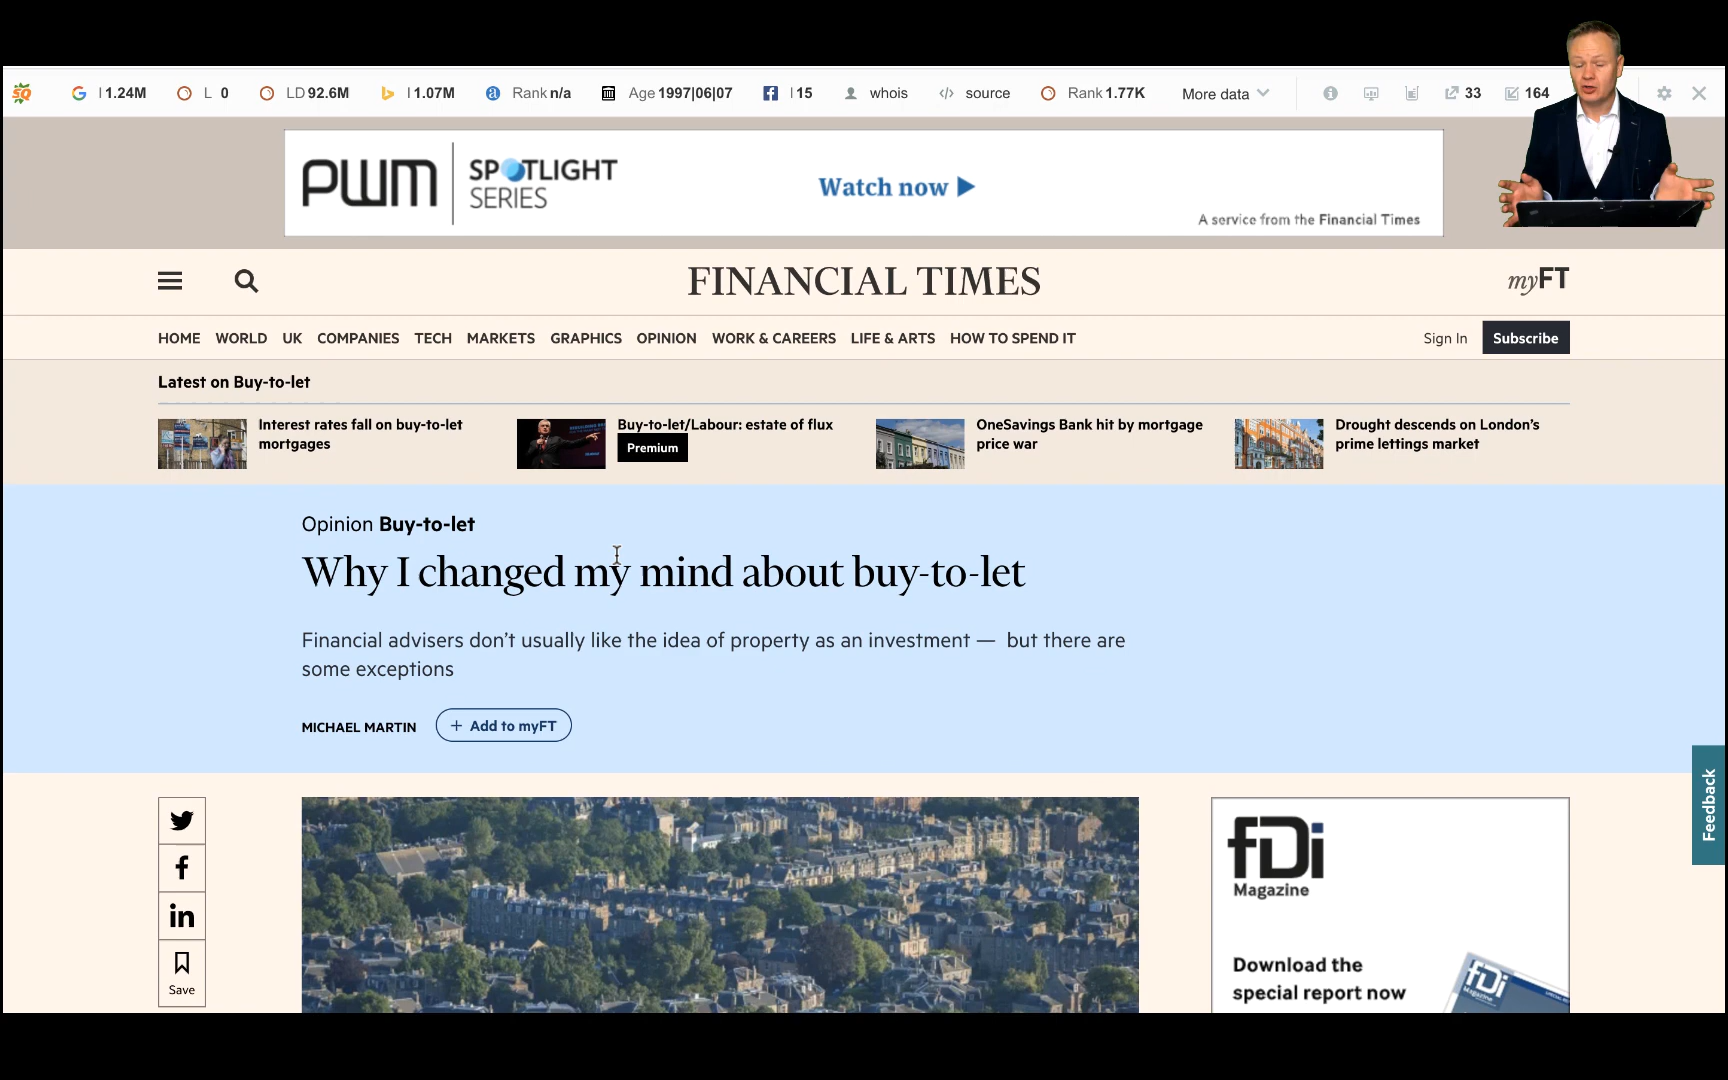 SQ I 1.24M L 0 LD 92.6M I 1.07M a Rank n/a Age 1997|06|07 I 15 whois </> source Rank 1.77K More data 33 164
PWM SPOTLIGHT
SERIES
Watch now
A service from the Financial Times
FINANCIAL TIMES
myFT
HOME WORLD UK COMPANIES TECH MARKETS GRAPHICS OPINION WORK & CAREERS LIFE & ARTS HOW TO SPEND IT Sign In Subscribe
Latest on Buy-to-let
Interest rates fall on buy-to-let
mortgages
Buy-to-let/Labour: estate of flux
Premium
OneSavings Bank hit by mortgage
price war
Drought descends on London's
prime lettings market
Opinion Buy-to-let
Why I changed my mind about buy-to-let
Financial advisers don't usually like the idea of property as an investment — but there are
some exceptions
MICHAEL MARTIN + Add to myFT
Feedback
Save
fDi
Magazine
Download the
special report now
fDi
Magazine